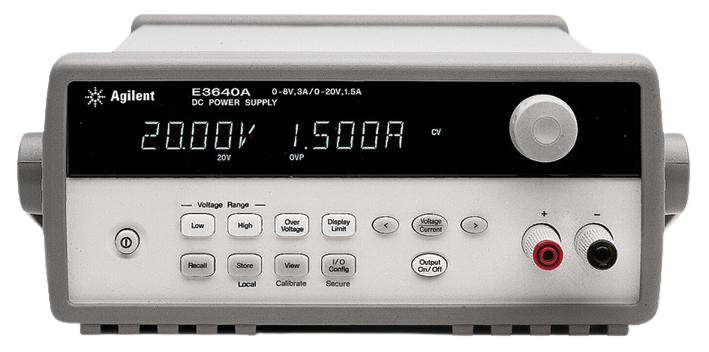 Agilent E3640A 0-8V,3A/0-20V,1.5A
DC POWER SUPPLY
20.00V 1.500A CV
20V OVP
Voltage Range
Low High Over Voltage Display Limit < Voltage Current >
+ -
Recall Store View I/O Config Output On/Off
Local Calibrate Secure